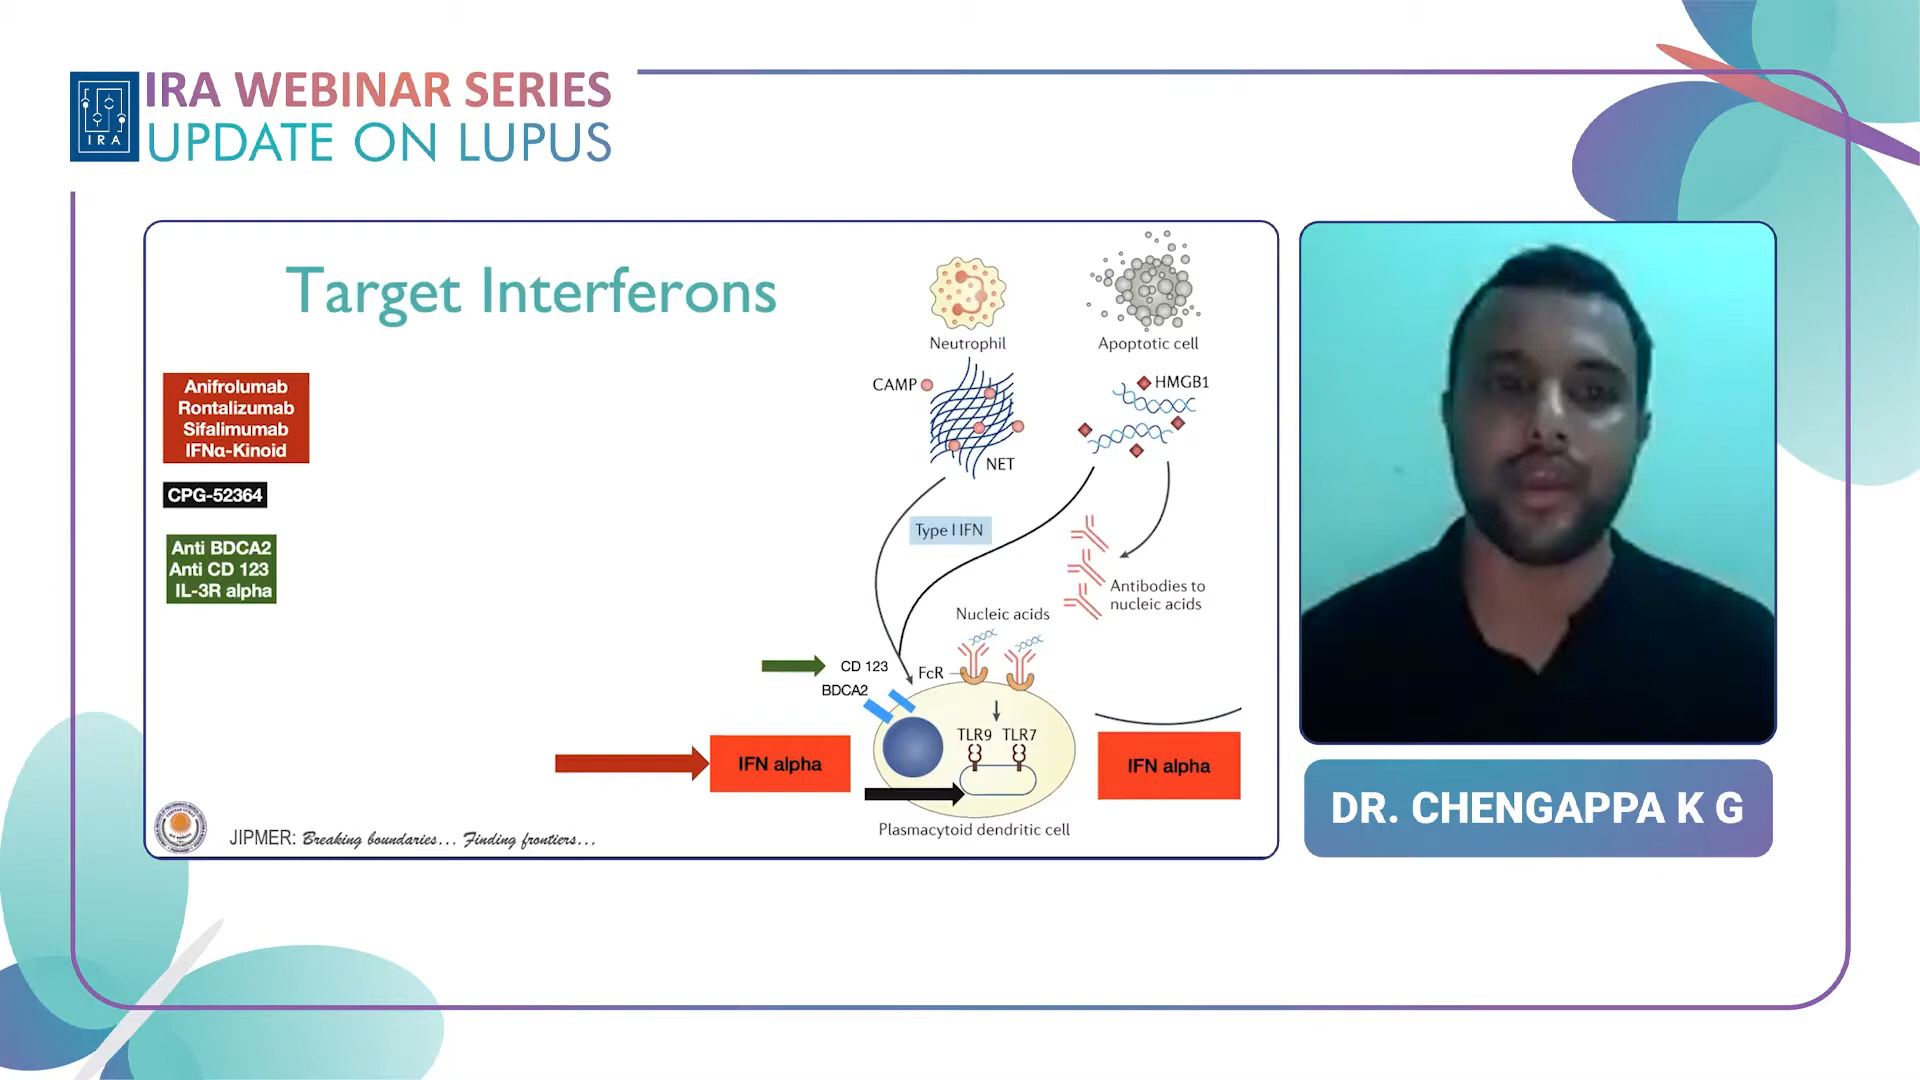 IRA WEBINAR SERIES
UPDATE ON LUPUS
IRA
Target Interferons
Anifrolumab
Rontalizumab
Sifalimumab
IFNα-Kinoid
CPG-52364
Anti BDCA2
Anti CD 123
IL-3R alpha
Neutrophil
Apoptotic cell
CAMP
HMGB1
NET
Type I IFN
Antibodies to
nucleic acids
Nucleic acids
CD 123
FcR
BDCA2
TLR9 TLR7
IFN alpha
IFN alpha
Plasmacytoid dendritic cell
JIPMER: Breaking boundaries... Finding frontiers...
DR. CHENGAPPA K G